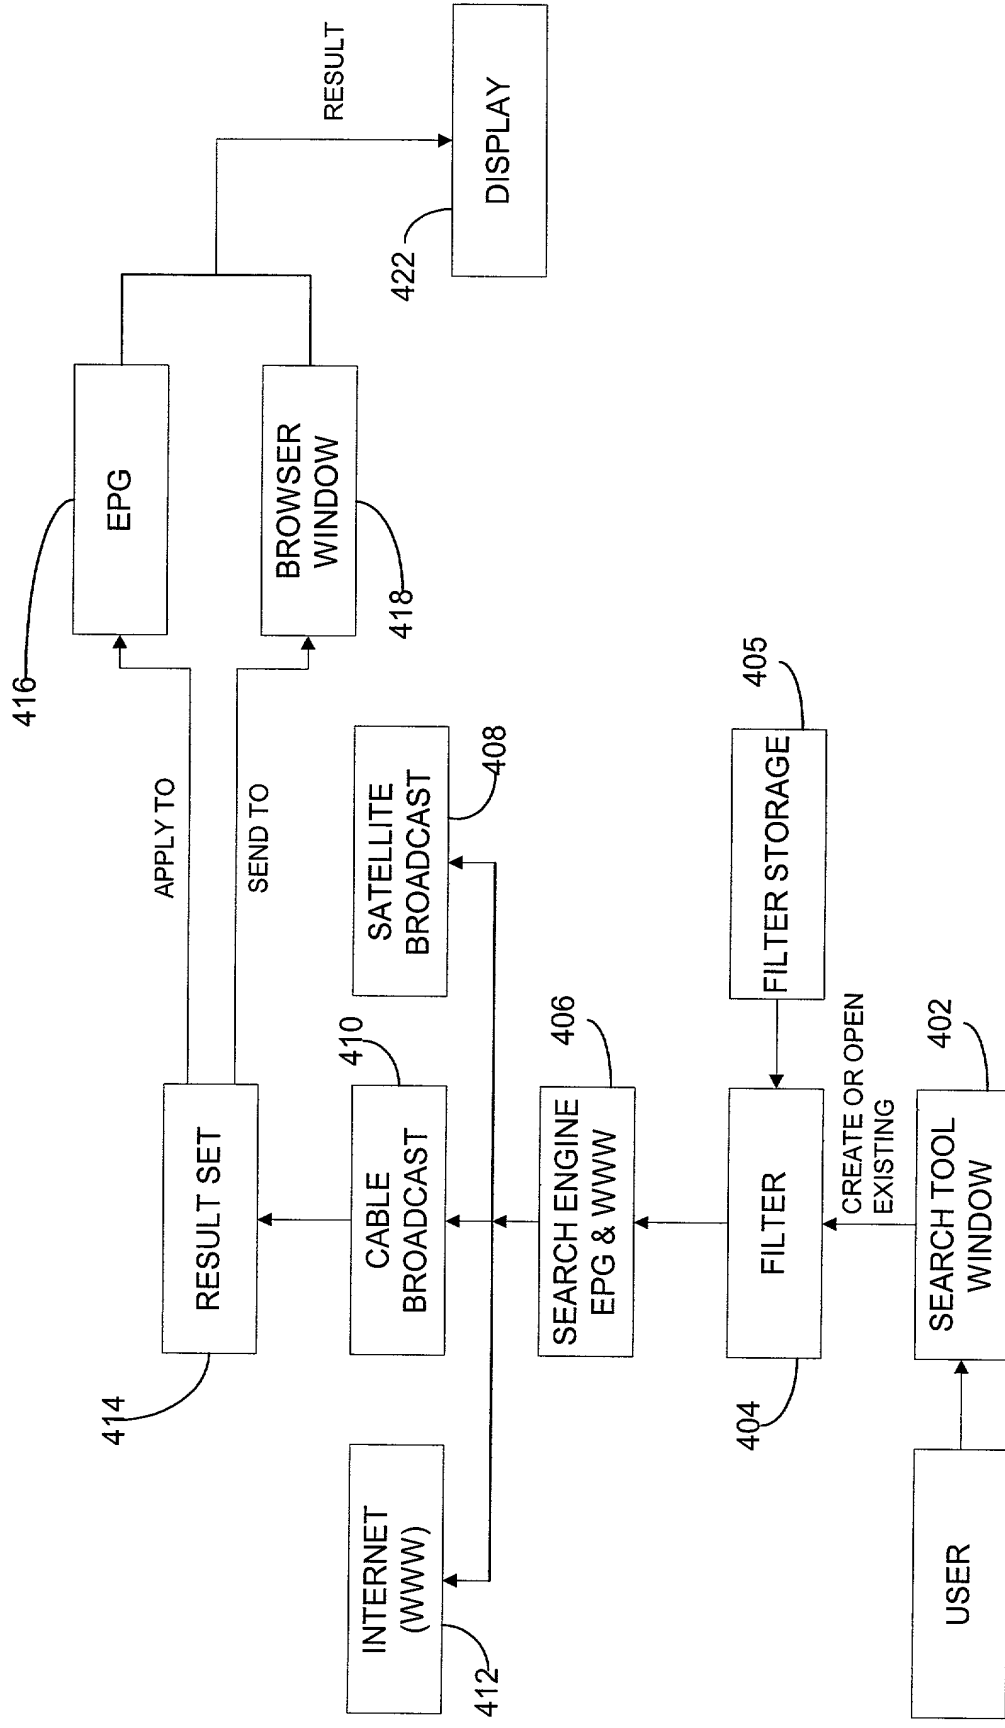 416
EPG
BROWSER
WINDOW
418
RESULT
422
DISPLAY
APPLY TO
SEND TO
414
RESULT SET
412
INTERNET
(WWW)
410
CABLE
BROADCAST
SATELLITE
BROADCAST
408
SEARCH ENGINE
EPG & WWW
406
404
FILTER
FILTER STORAGE
405
CREATE OR OPEN
EXISTING
USER
SEARCH TOOL
WINDOW
402